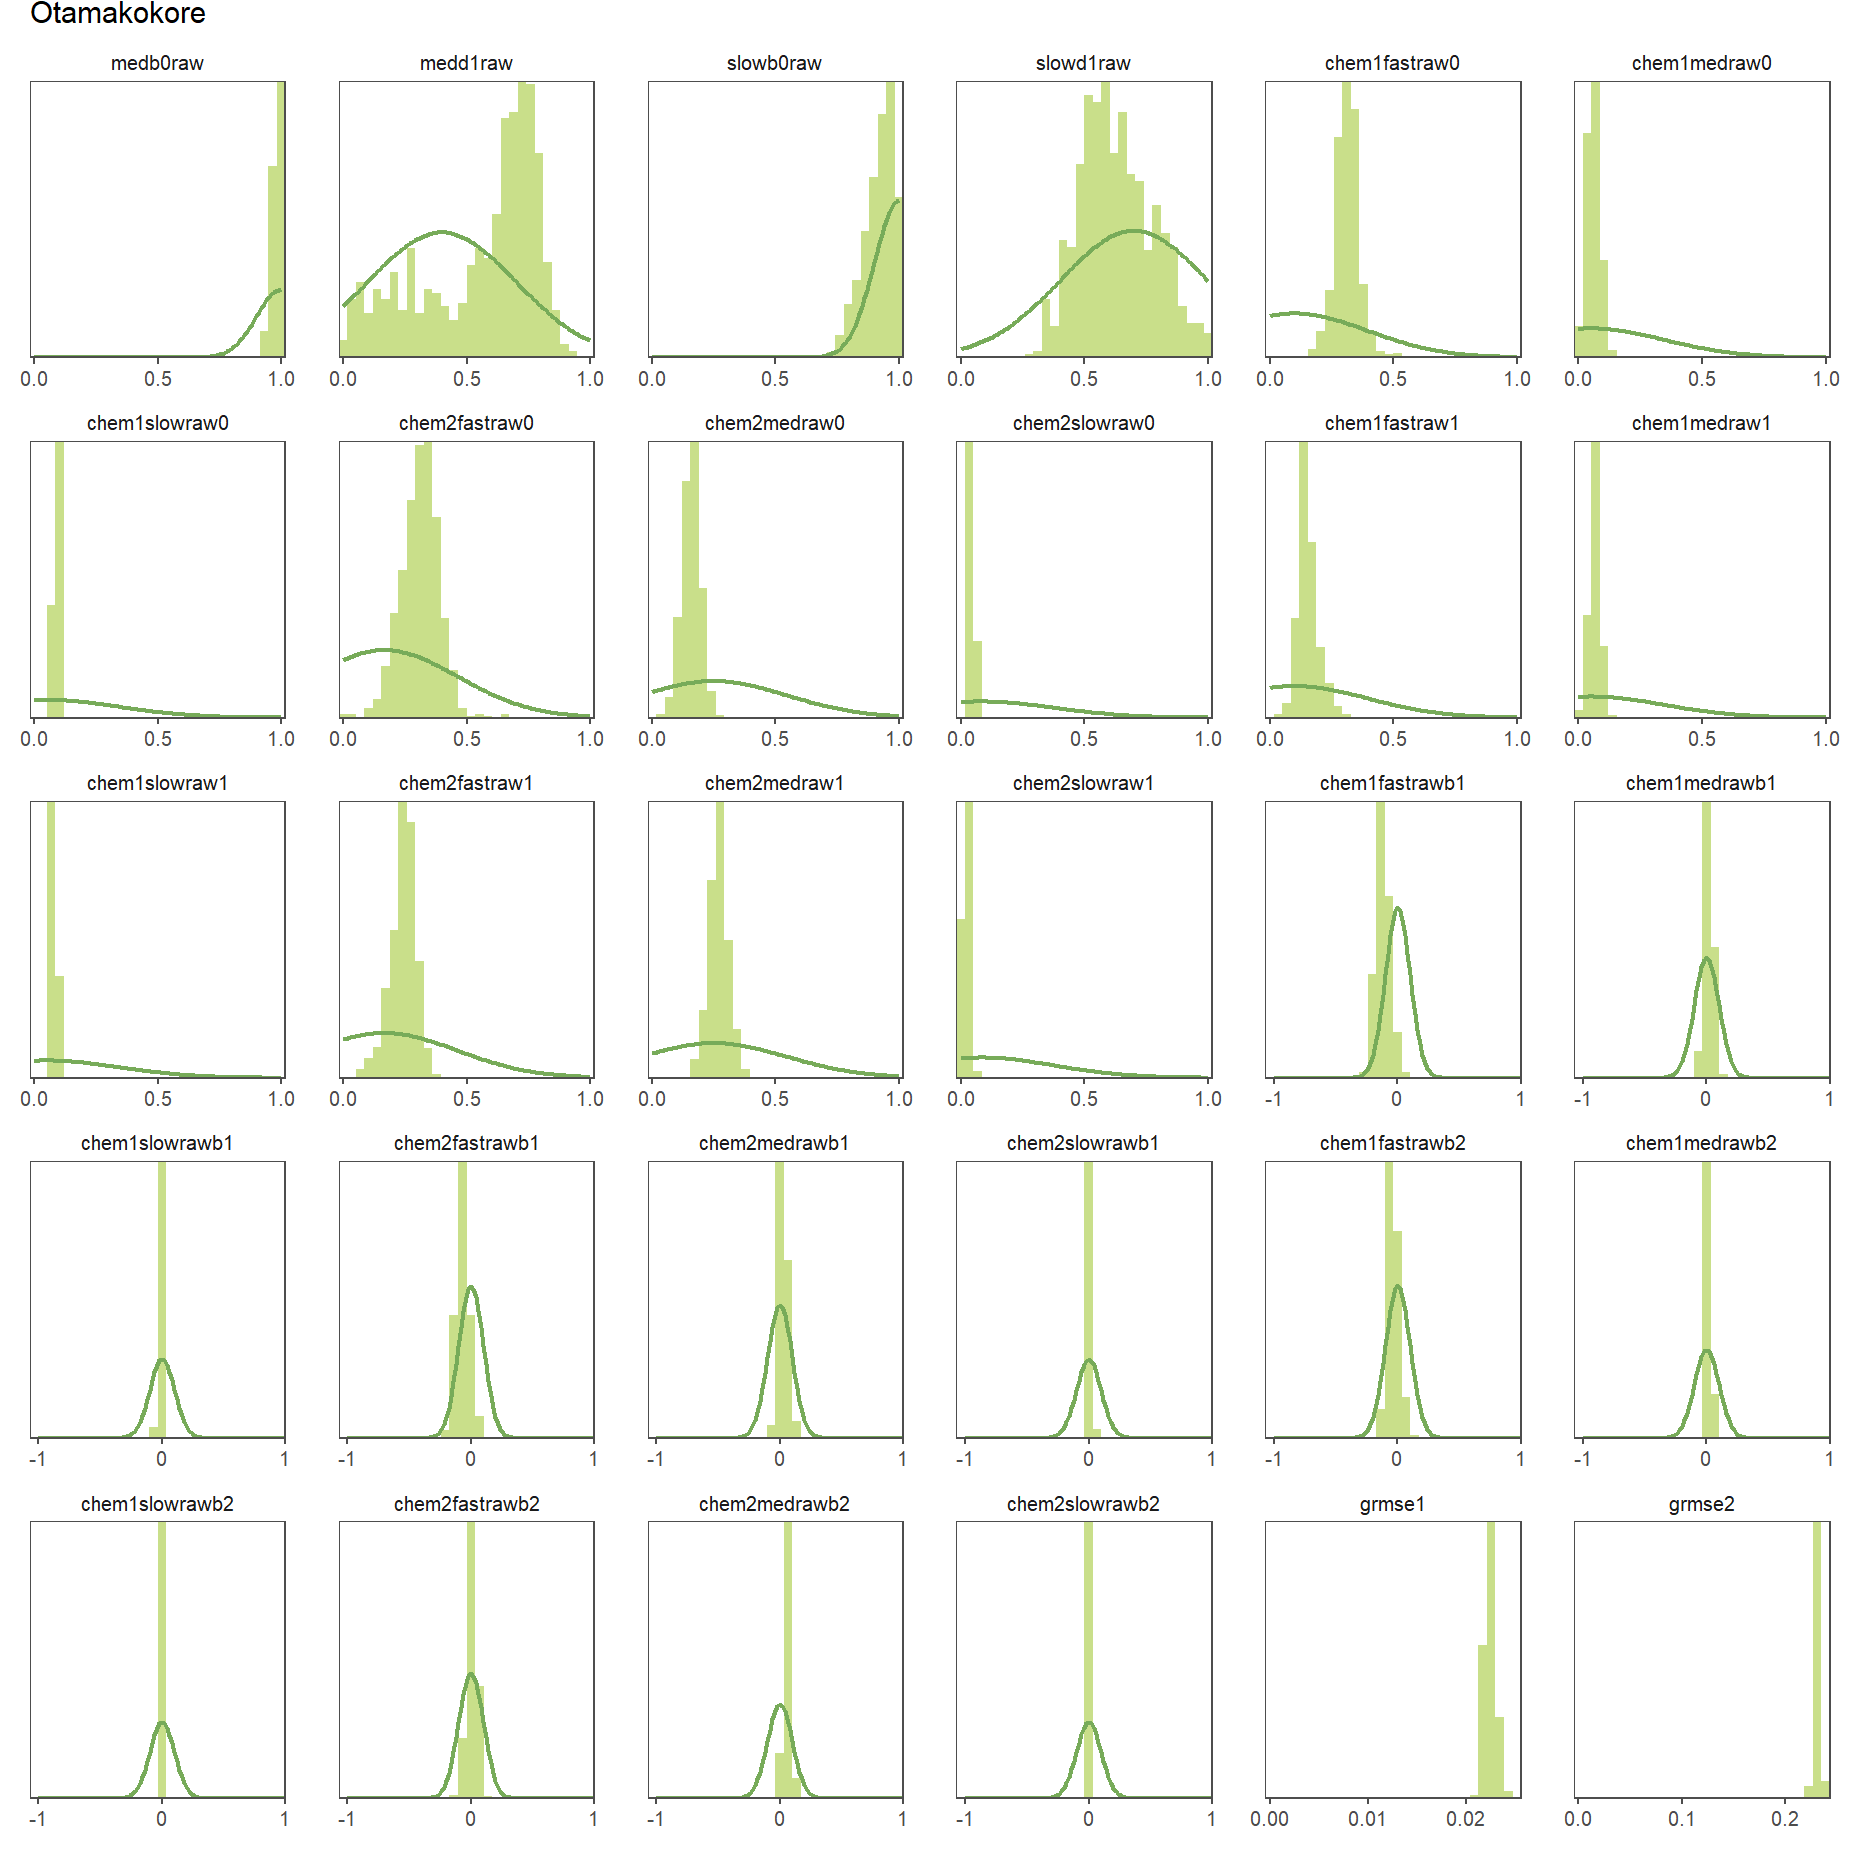 Otamakokore
medb0raw medd1raw slowb0raw slowd1raw chem1fastraw0 chem1medraw0
0.0 0.5 1.0 0.0 0.5 1.0 0.0 0.5 1.0 0.0 0.5 1.0 0.0 0.5 1.0 0.0 0.5 1.0
chem1slowraw0 chem2fastraw0 chem2medraw0 chem2slowraw0 chem1fastraw1 chem1medraw1
0.0 0.5 1.0 0.0 0.5 1.0 0.0 0.5 1.0 0.0 0.5 1.0 0.0 0.5 1.0 0.0 0.5 1.0
chem1slowraw1 chem2fastraw1 chem2medraw1 chem2slowraw1 chem1fastrawb1 chem1medrawb1
0.0 0.5 1.0 0.0 0.5 1.0 0.0 0.5 1.0 0.0 0.5 1.0 -1 0 1 -1 0 1
chem1slowrawb1 chem2fastrawb1 chem2medrawb1 chem2slowrawb1 chem1fastrawb2 chem1medrawb2
-1 0 1 -1 0 1 -1 0 1 -1 0 1 -1 0 1 -1 0 1
chem1slowrawb2 chem2fastrawb2 chem2medrawb2 chem2slowrawb2 grmse1 grmse2
-1 0 1 -1 0 1 -1 0 1 -1 0 1 0.00 0.01 0.02 0.0 0.1 0.2